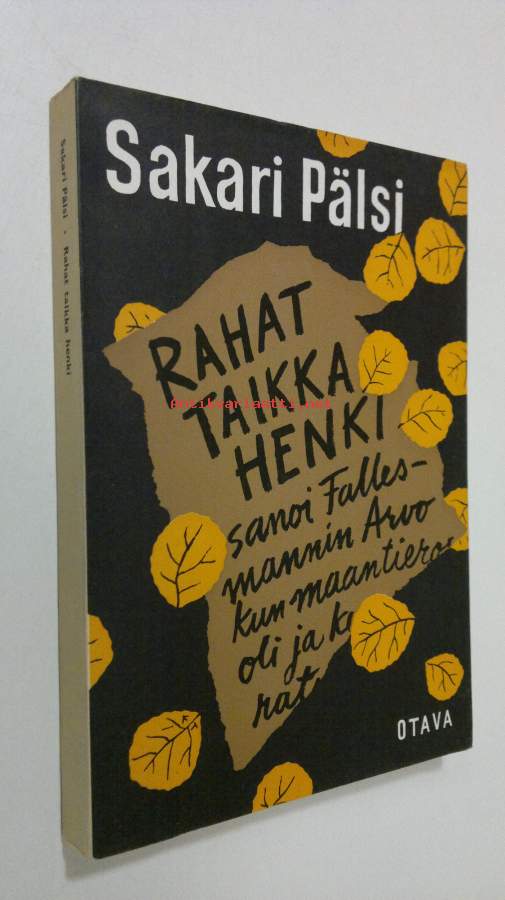 Sakari Pälsi
RAHAT
TAIKKA
HENKI
sanoi Falles-
mannin Arvo
kun maantieros
oli ja k
rat
OTAVA
Sakari Pälsi · Rahat taikka henki
Antikvariaatti.net